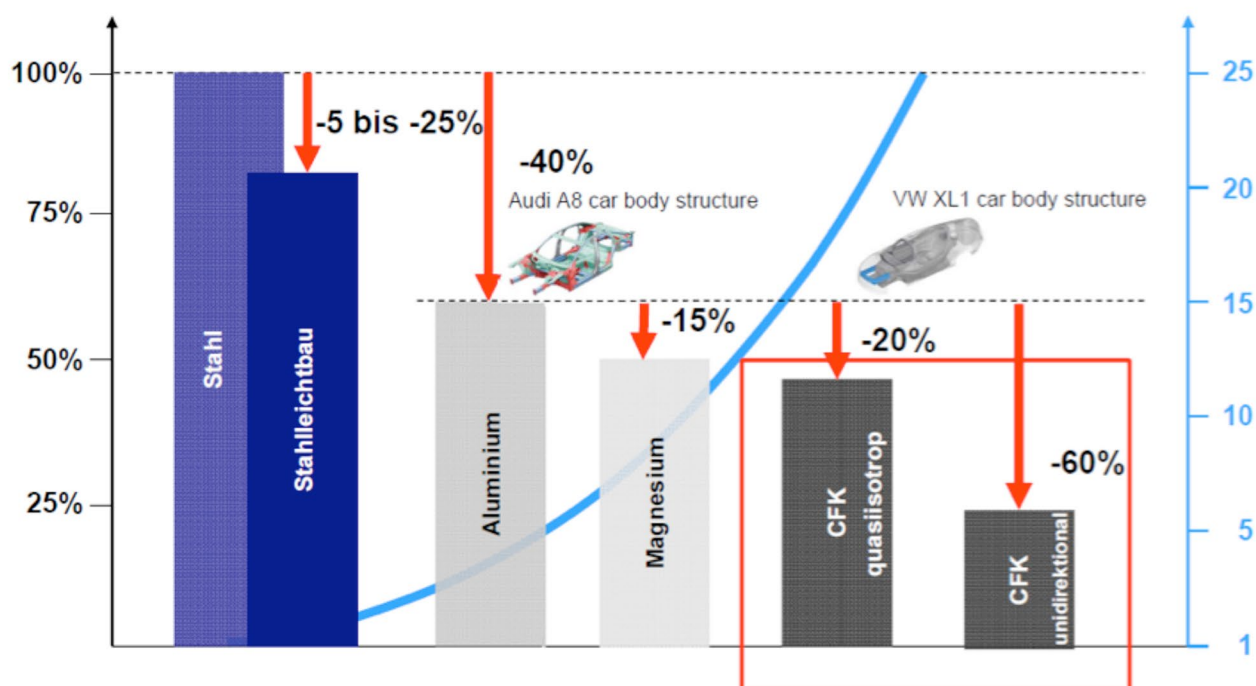 100%
75%
50%
25%
-5 bis -25%
-40%
Audi A8 car body structure
VW XL1 car body structure
-15%
-20%
-60%
Stahl
Stahlleichtbau
Aluminium
Magnesium
CFK
quasiisotrop
CFK
unidirektional
25
20
15
10
5
1